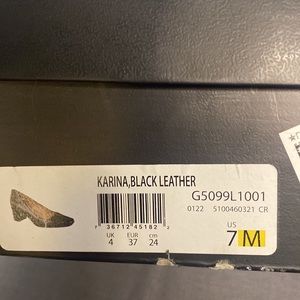 KARINA,BLACK LEATHER
G5099L1001
0122 5100460321 CR
36712 45182
UK EUR cm
4 37 24
US
7 M